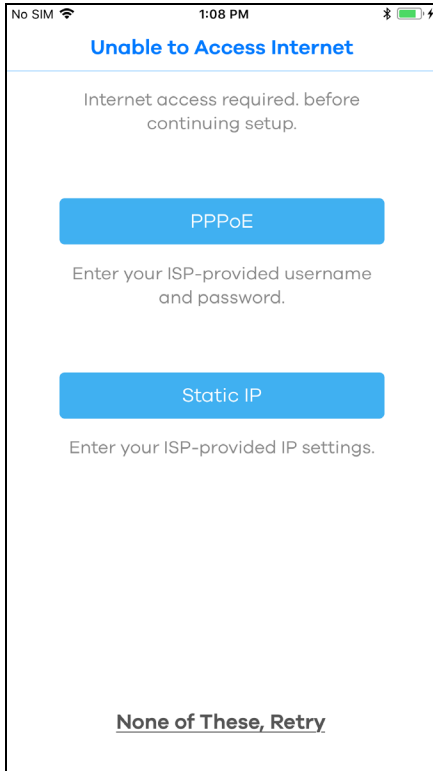 No SIM 1:08 PM
Unable to Access Internet
Internet access required. before
continuing setup.
PPPoE
Enter your ISP-provided username
and password.
Static IP
Enter your ISP-provided IP settings.
None of These, Retry